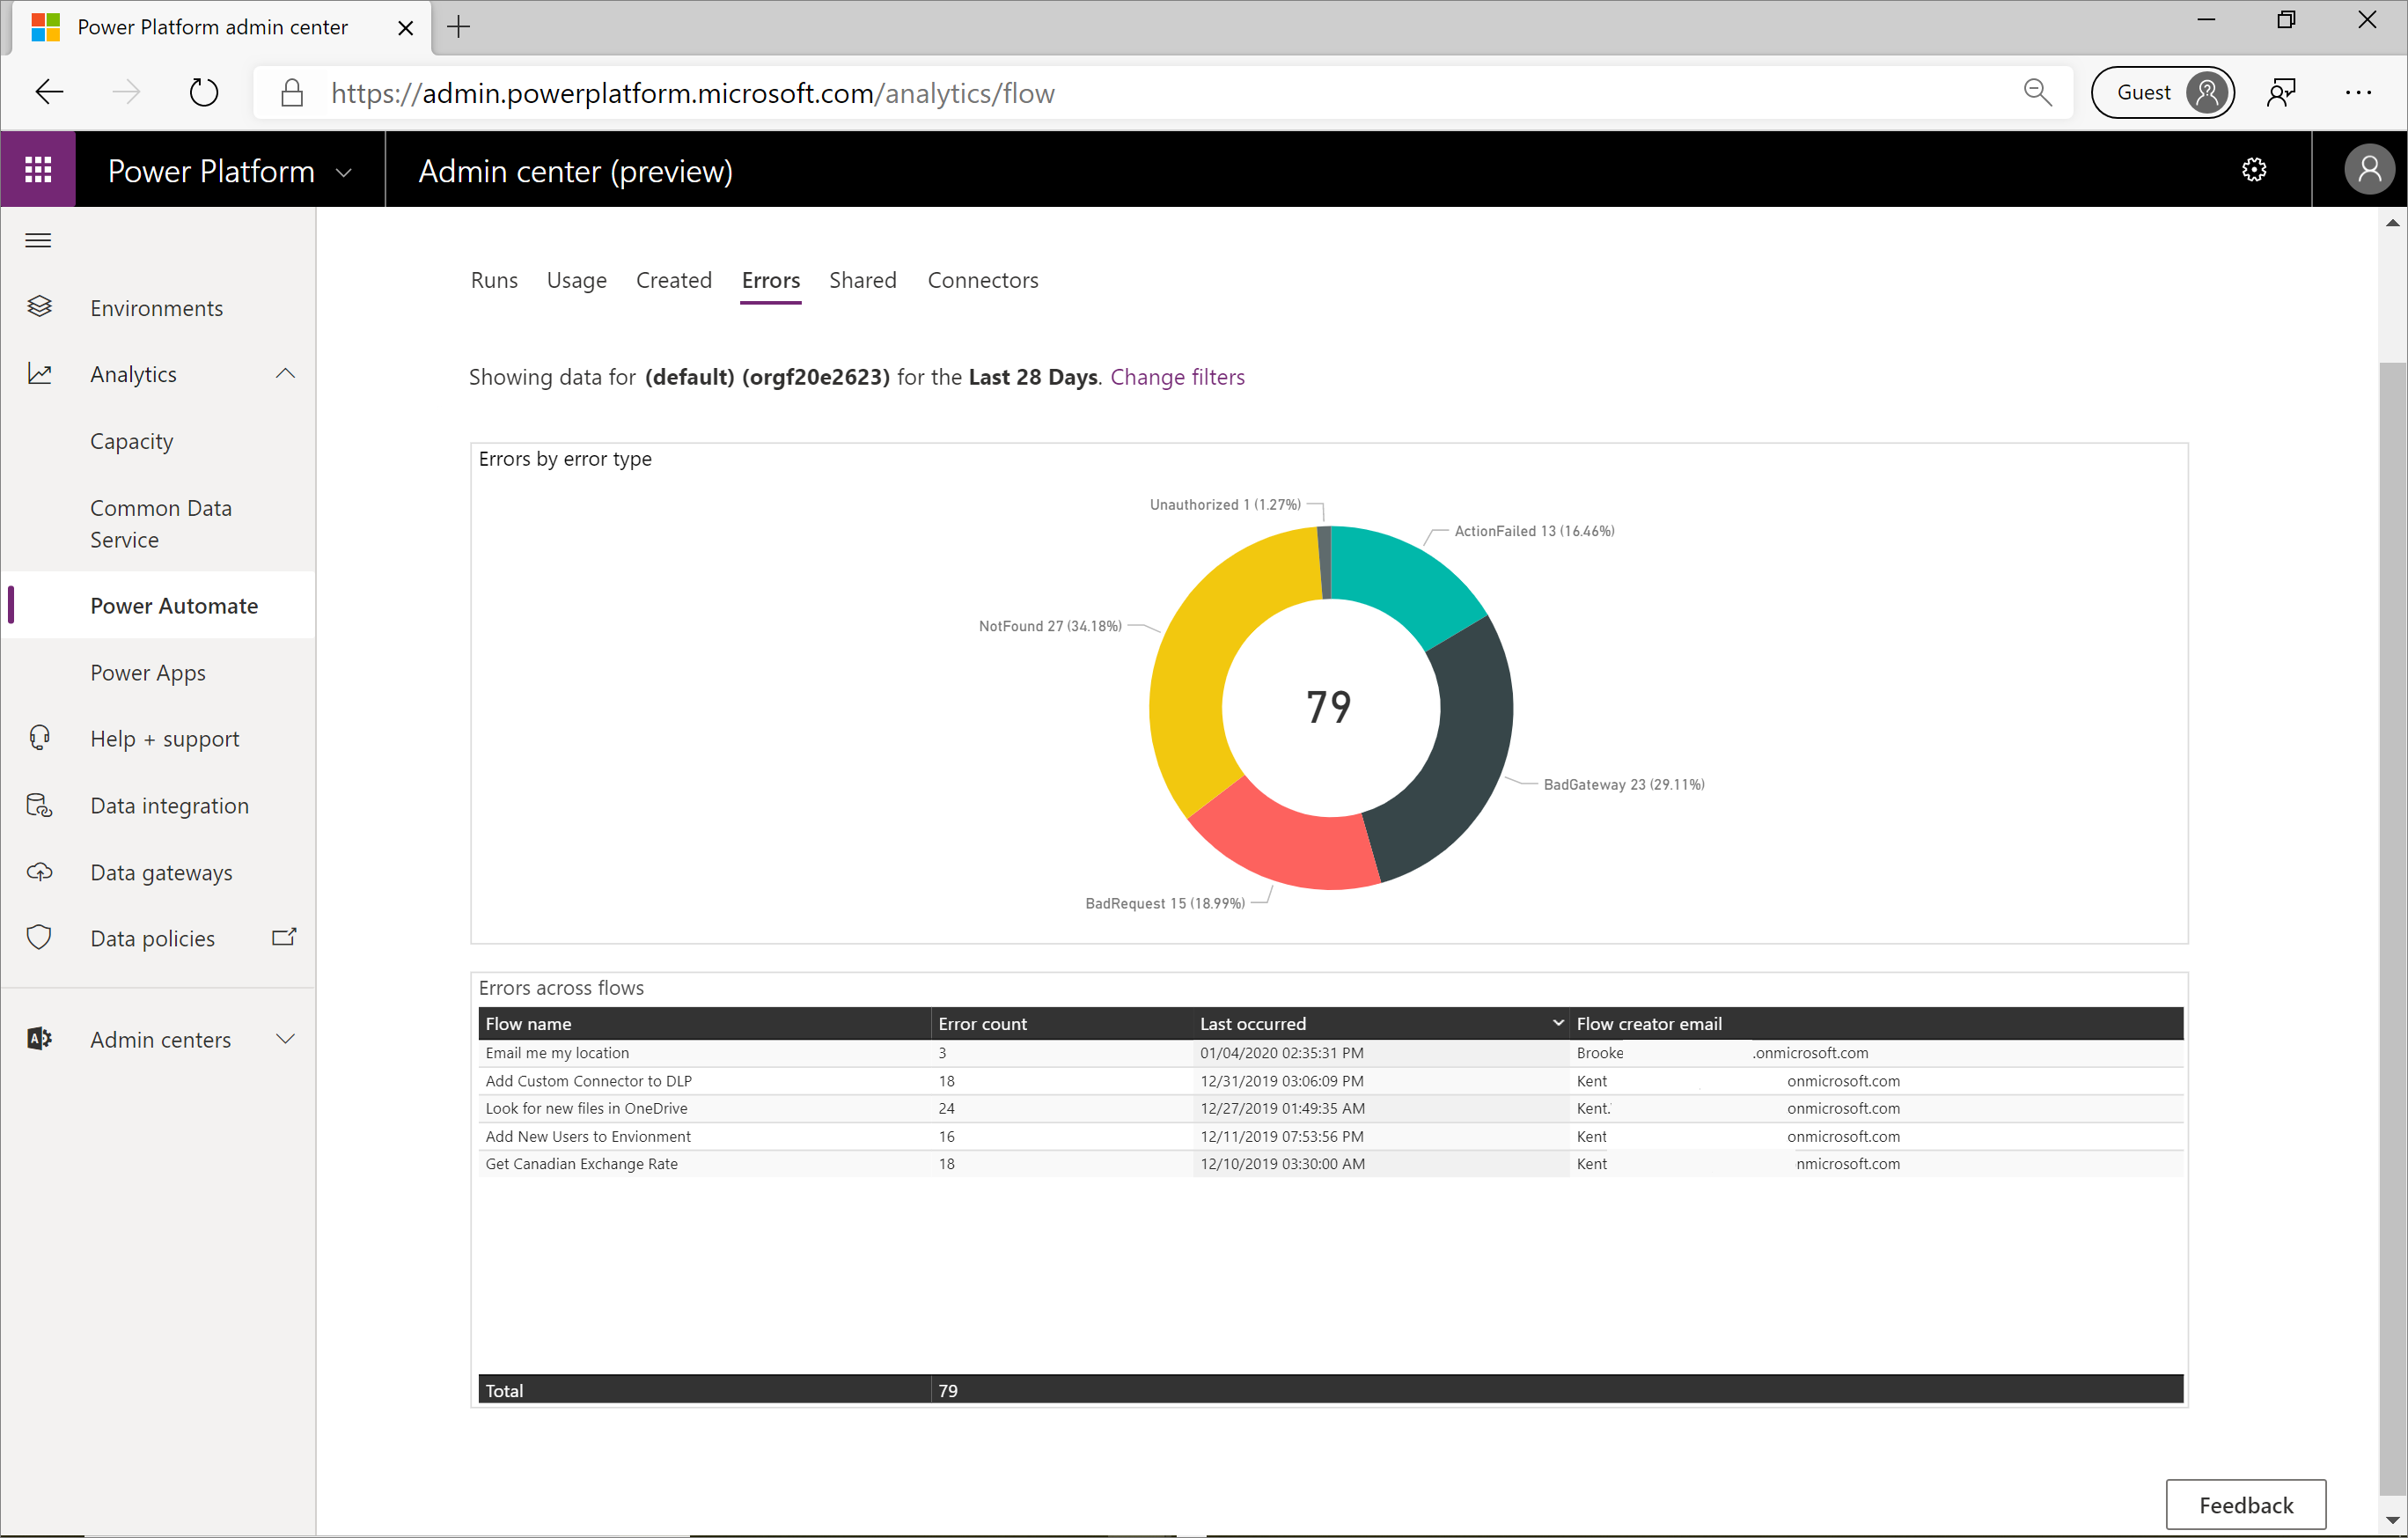 Power Platform admin center
https://admin.powerplatform.microsoft.com/analytics/flow
Guest
Power Platform
Admin center (preview)
Environments
Analytics
Capacity
Common Data
Service
Power Automate
Power Apps
Help + support
Data integration
Data gateways
Data policies
Admin centers
Runs Usage Created Errors Shared Connectors
Showing data for (default) (orgf20e2623) for the Last 28 Days. Change filters
Errors by error type
Unauthorized 1 (1.27%)
ActionFailed 13 (16.46%)
NotFound 27 (34.18%)
79
BadGateway 23 (29.11%)
BadRequest 15 (18.99%)
Errors across flows
Flow name Error count Last occurred Flow creator email
Email me my location 3 01/04/2020 02:35:31 PM Brooke .onmicrosoft.com
Add Custom Connector to DLP 18 12/31/2019 03:06:09 PM Kent onmicrosoft.com
Look for new files in OneDrive 24 12/27/2019 01:49:35 AM Kent. onmicrosoft.com
Add New Users to Envionment 16 12/11/2019 07:53:56 PM Kent onmicrosoft.com
Get Canadian Exchange Rate 18 12/10/2019 03:30:00 AM Kent nmicrosoft.com
Total 79
Feedback